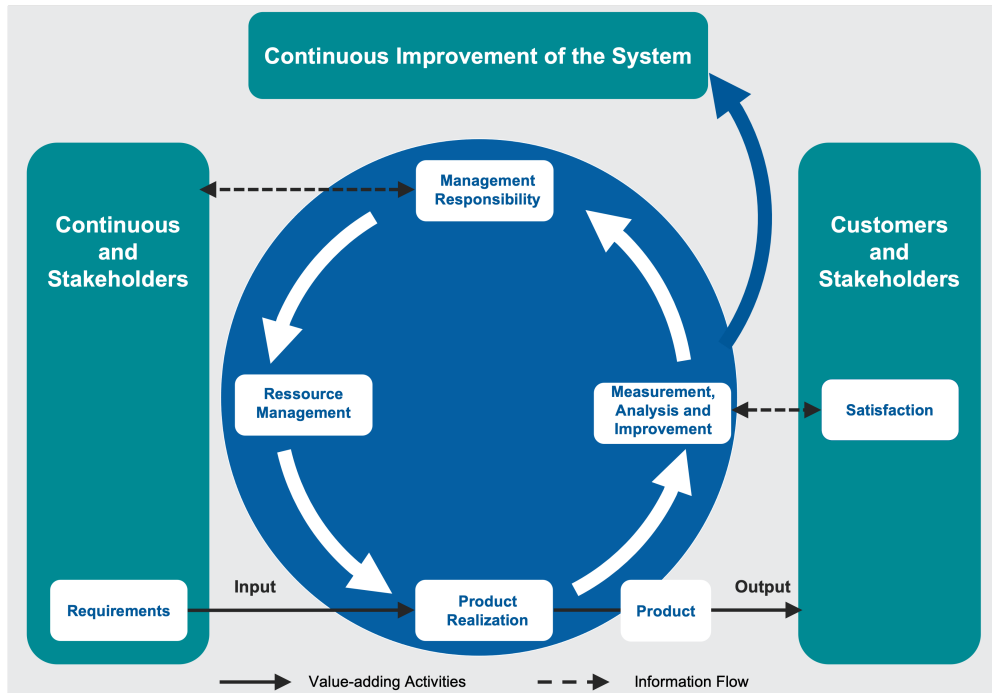 Continuous Improvement of the System
Continuous
and
Stakeholders
Management
Responsibility
Customers
and
Stakeholders
Ressource
Management
Measurement,
Analysis and
Improvement
Satisfaction
Requirements
Input
Product
Realization
Product
Output
Value-adding Activities
Information Flow